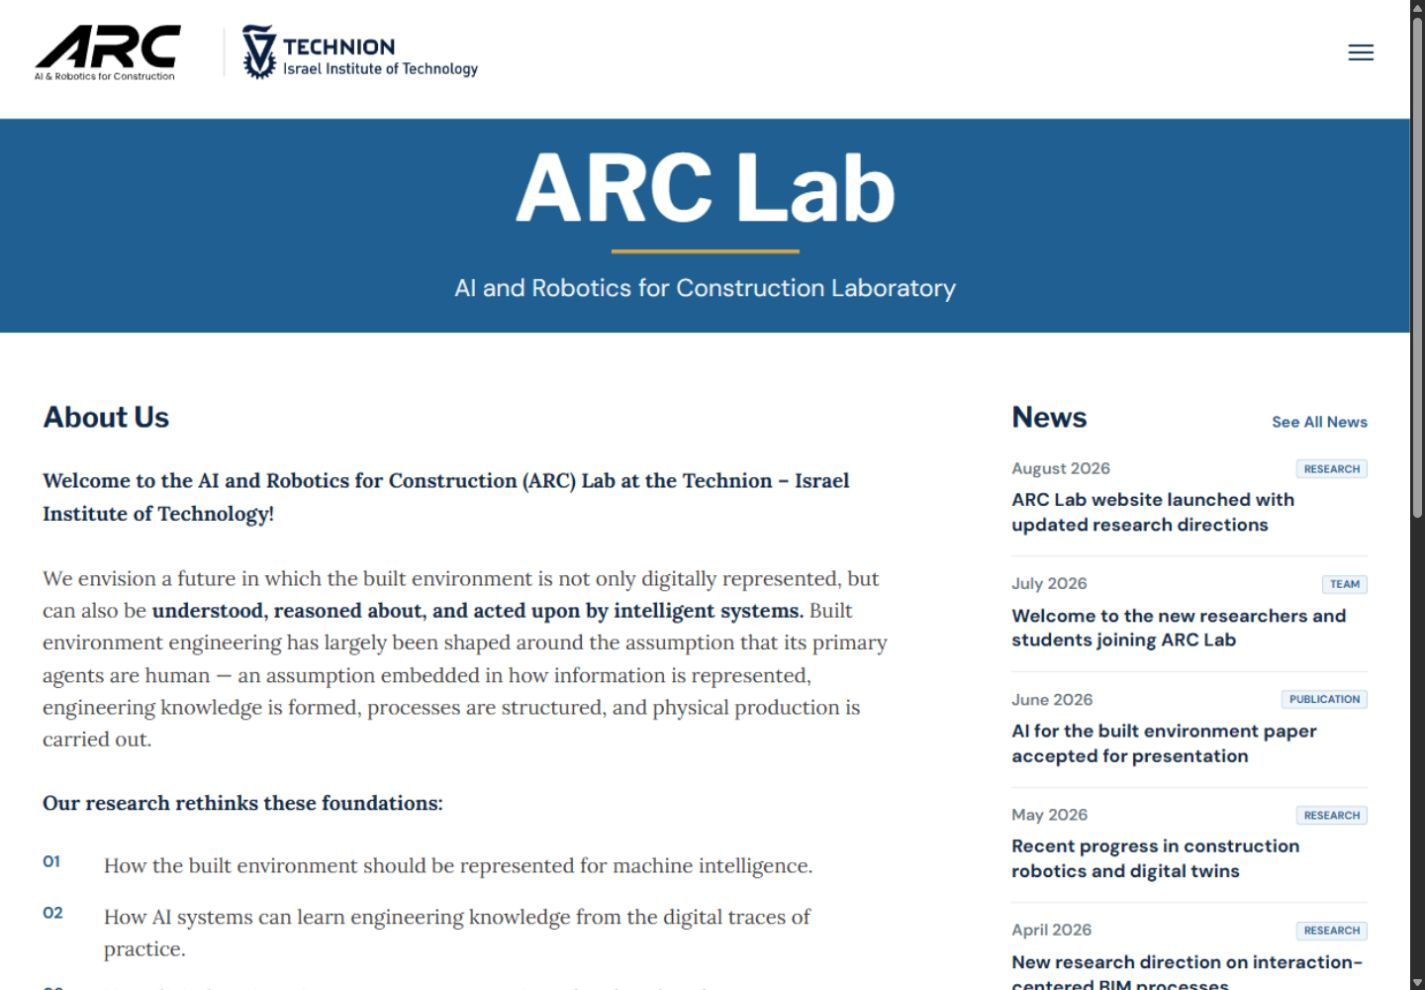 ARC
AI & Robotics for Construction
TECHNION
Israel Institute of Technology
ARC Lab
AI and Robotics for Construction Laboratory
About Us
Welcome to the AI and Robotics for Construction (ARC) Lab at the Technion – Israel
Institute of Technology!
We envision a future in which the built environment is not only digitally represented, but
can also be understood, reasoned about, and acted upon by intelligent systems. Built
environment engineering has largely been shaped around the assumption that its primary
agents are human — an assumption embedded in how information is represented,
engineering knowledge is formed, processes are structured, and physical production is
carried out.
Our research rethinks these foundations:
01 How the built environment should be represented for machine intelligence.
02 How AI systems can learn engineering knowledge from the digital traces of
practice.
News
See All News
August 2026
RESEARCH
ARC Lab website launched with
updated research directions
July 2026
TEAM
Welcome to the new researchers and
students joining ARC Lab
June 2026
PUBLICATION
AI for the built environment paper
accepted for presentation
May 2026
RESEARCH
Recent progress in construction
robotics and digital twins
April 2026
RESEARCH
New research direction on interaction-
centered BIM processes